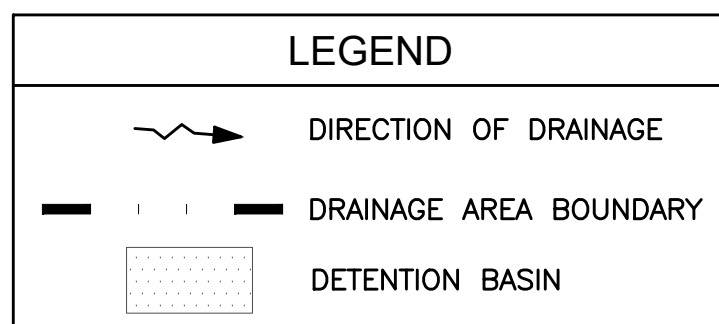 LEGEND
DIRECTION OF DRAINAGE
DRAINAGE AREA BOUNDARY
DETENTION BASIN